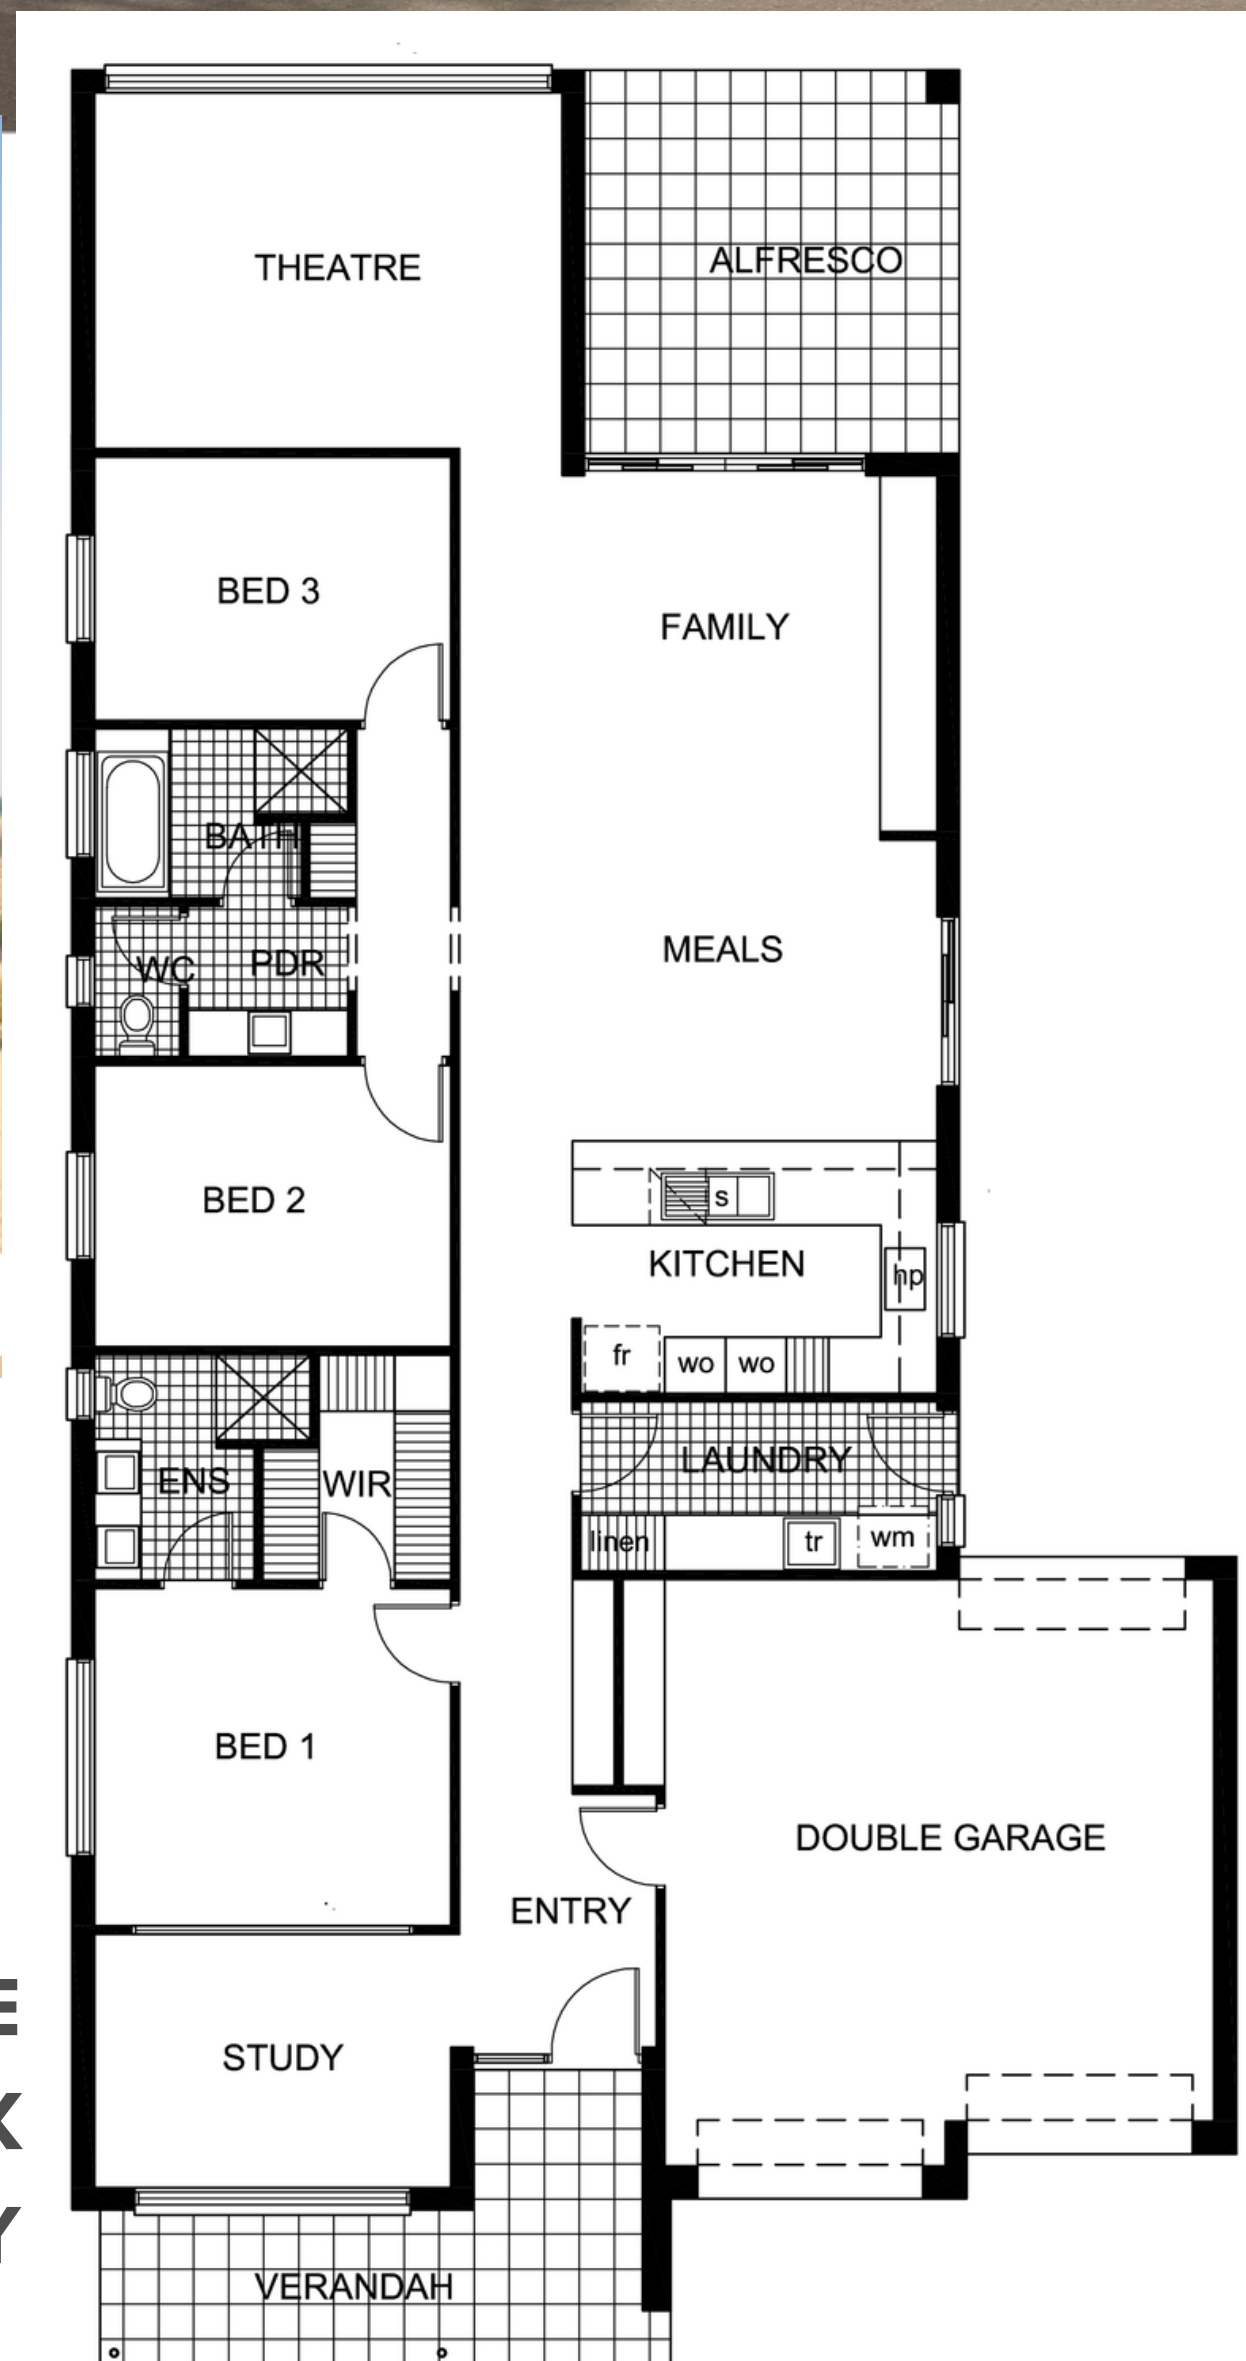 THEATRE
ALFRESCO
BED 3
FAMILY
BATH
MEALS
WC
PDR
BED 2
s
KITCHEN
hp
fr
wo
wo
LAUNDRY
ENS
WIR
linen
tr
wm
BED 1
DOUBLE GARAGE
ENTRY
E
STUDY
X
Y
VERANDAH